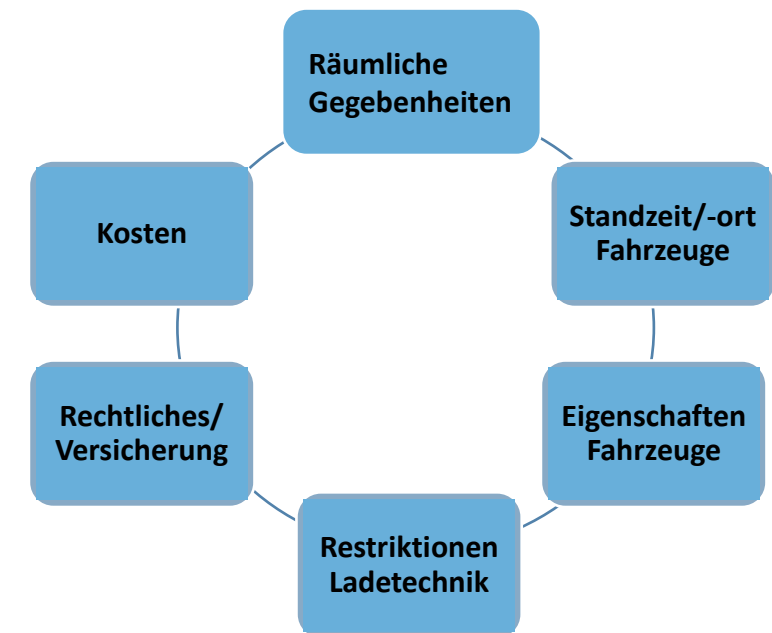 Räumliche
Gegebenheiten
Standzeit/-ort
Fahrzeuge
Eigenschaften
Fahrzeuge
Restriktionen
Ladetechnik
Rechtliches/
Versicherung
Kosten